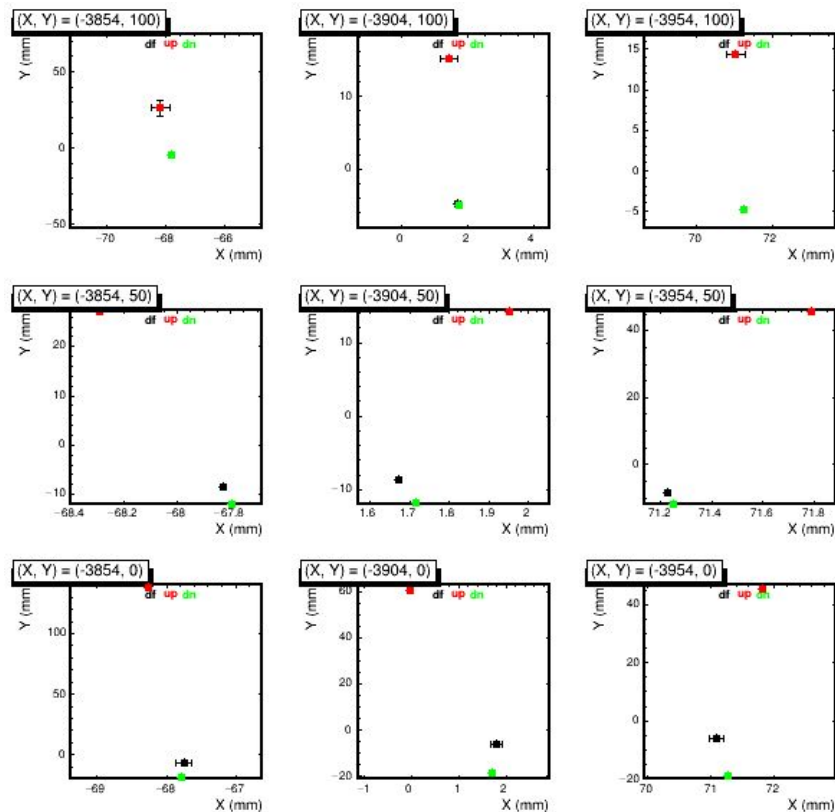 (X, Y) = (-3854, 100)
df up dn
Y (mm)
50
0
−50
−70
−68
−66
X (mm)
(X, Y) = (-3904, 100)
df up dn
Y (mm)
10
0
0
2
4
X (mm)
(X, Y) = (-3954, 100)
df up dn
Y (mm)
15
10
5
0
−5
70
72
X (mm)
(X, Y) = (-3854, 50)
df up dn
Y (mm
20
10
0
−10
−68.4
−68.2
−68
−67.8
X (mm)
(X, Y) = (-3904, 50)
df up dn
Y (mm
10
0
−10
1.6
1.7
1.8
1.9
2
X (mm)
(X, Y) = (-3954, 50)
df up dn
Y (mm
40
20
0
71.2
71.4
71.6
71.8
X (mm)
(X, Y) = (-3854, 0)
df up dn
Y (mm
100
50
0
−69
−68
−67
X (mm)
(X, Y) = (-3904, 0)
df up dn
Y (mm
60
40
20
0
−20
−1
0
1
2
X (mm)
(X, Y) = (-3954, 0)
df up dn
Y (mm
40
20
0
−20
70
71
72
X (mm)